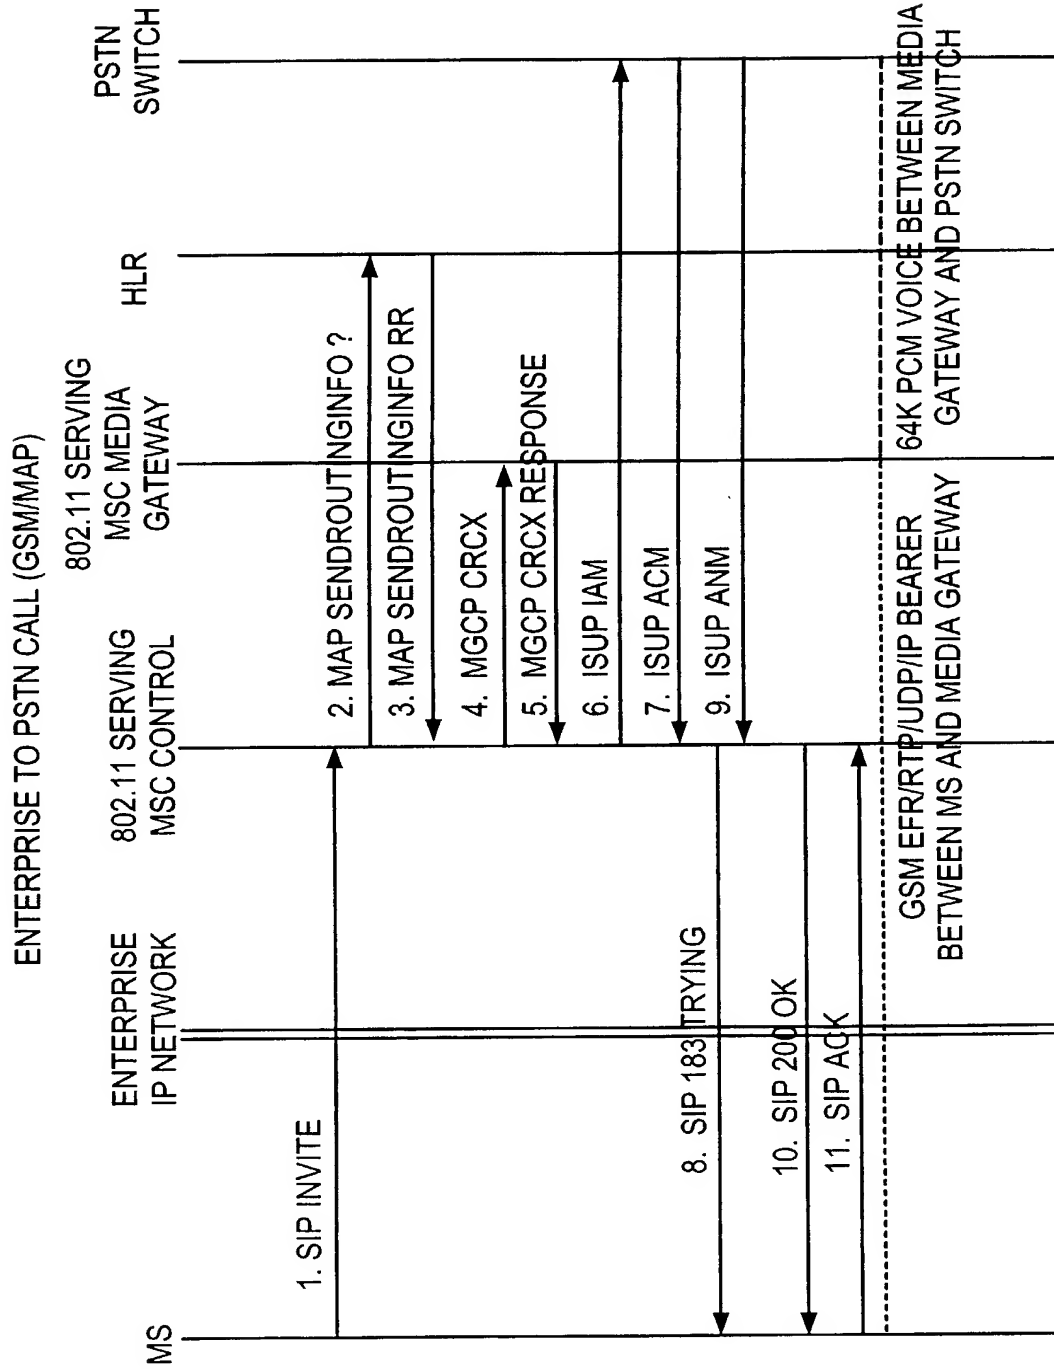 ENTERPRISE TO PSTN CALL (GSM/MAP)
MS
ENTERPRISE
IP NETWORK
802.11 SERVING
MSC CONTROL
802.11 SERVING
MSC MEDIA
GATEWAY
HLR
PSTN
SWITCH
1. SIP INVITE
2. MAP SENDROUTINGINFO ?
3. MAP SENDROUTINGINFO RR
4. MGCP CRCX
5. MGCP CRCX RESPONSE
6. ISUP IAM
7. ISUP ACM
8. SIP 183 TRYING
9. ISUP ANM
10. SIP 200 OK
11. SIP ACK
GSM EFR/RTP/UDP/IP BEARER
BETWEEN MS AND MEDIA GATEWAY
64K PCM VOICE BETWEEN MEDIA
GATEWAY AND PSTN SWITCH